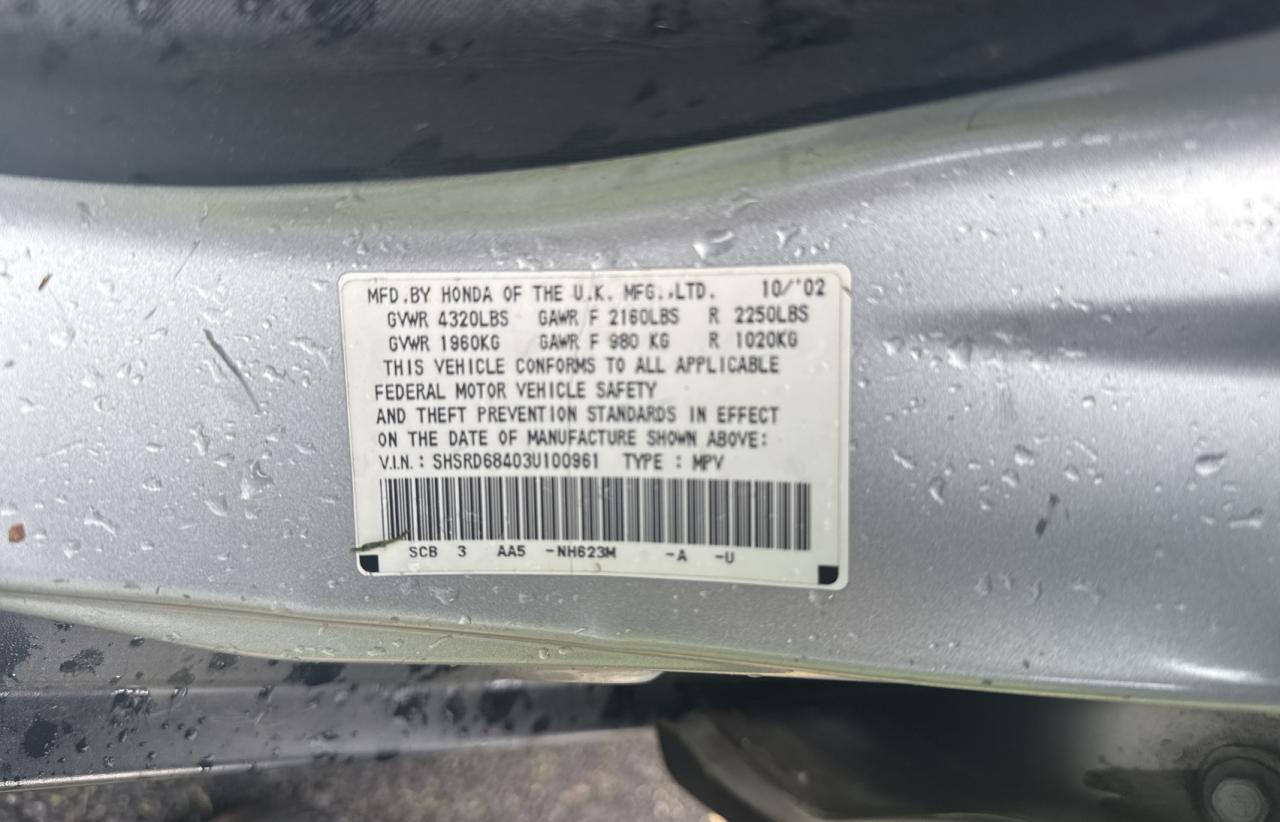 MFD.BY HONDA OF THE U.K. MFG.,LTD. 10/'02
GVWR 4320LBS GAWR F 2160LBS R 2250LBS
GVWR 1960KG GAWR F 980 KG R 1020KG
THIS VEHICLE CONFORMS TO ALL APPLICABLE
FEDERAL MOTOR VEHICLE SAFETY
AND THEFT PREVENTION STANDARDS IN EFFECT
ON THE DATE OF MANUFACTURE SHOWN ABOVE:
V.I.N.: SHSRD68403U100961 TYPE : MPV
SCB 3 AA5 -NH623M -A -U